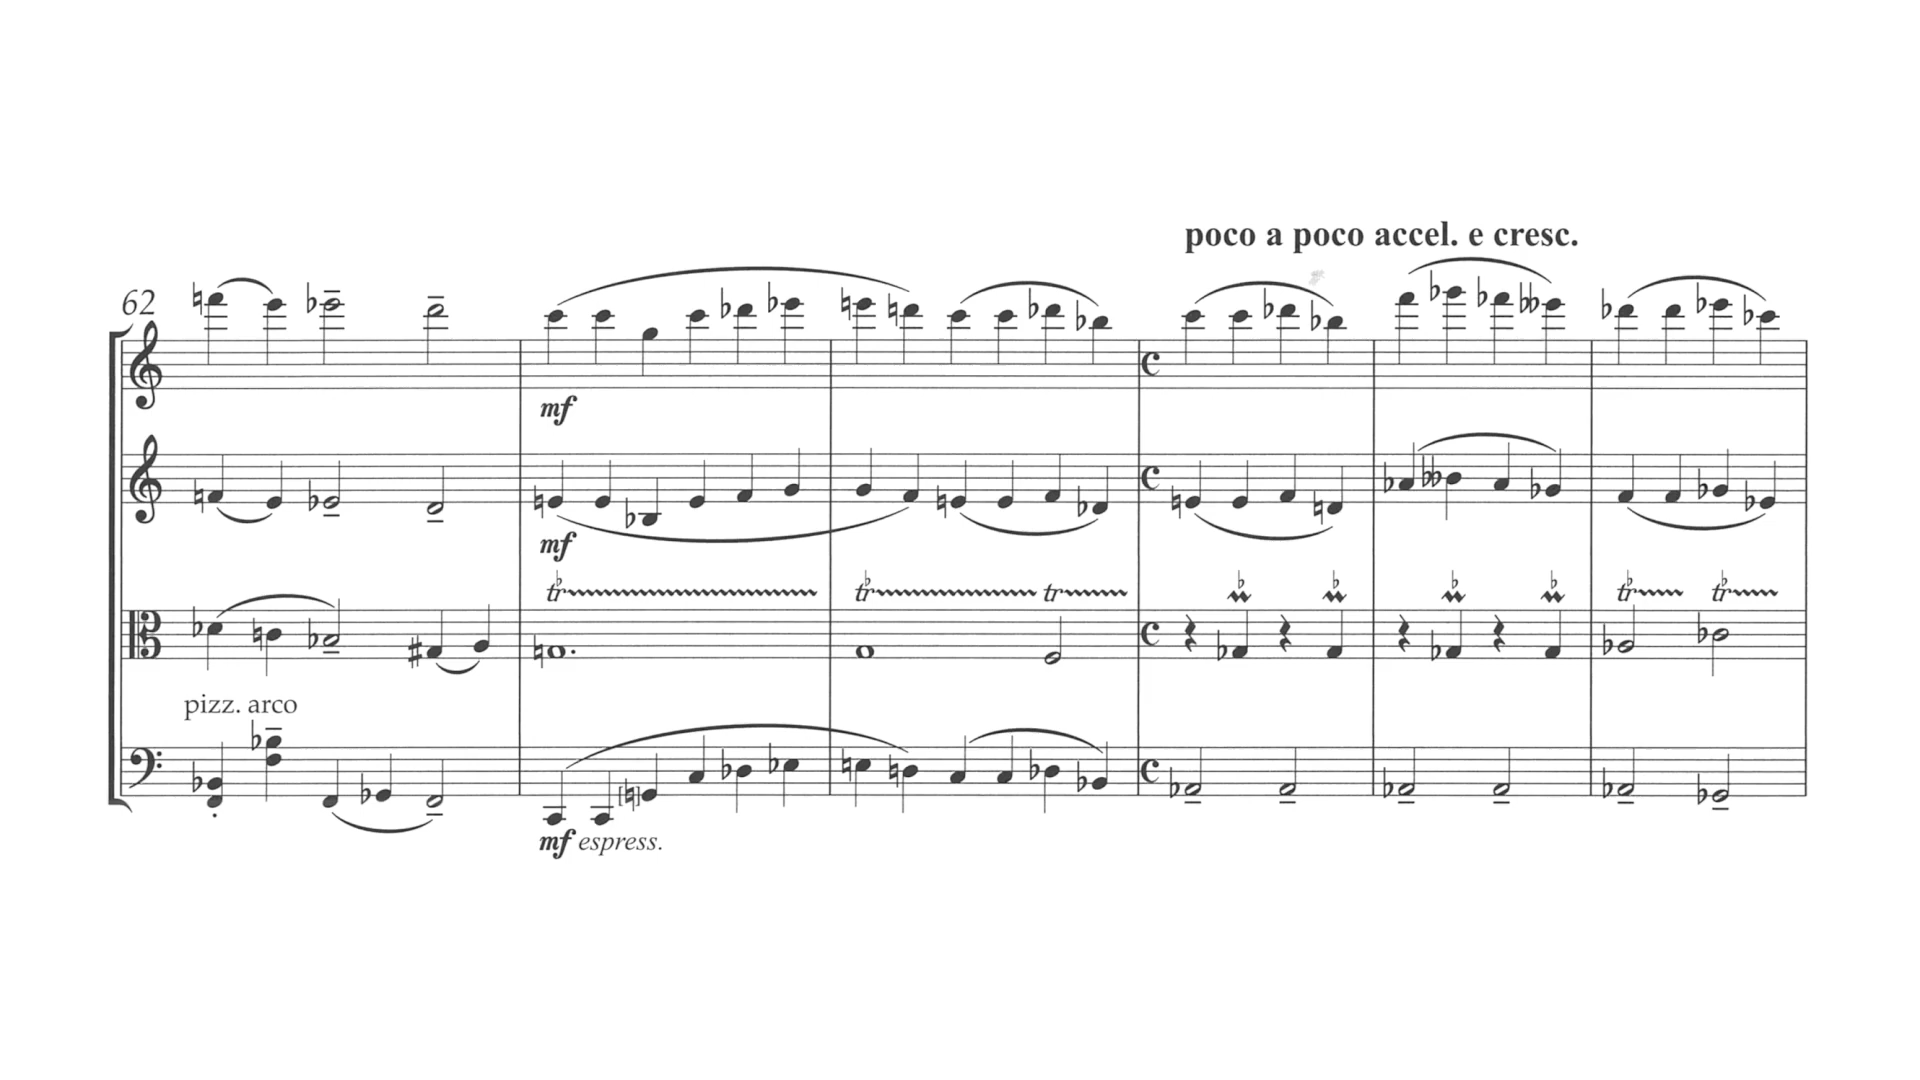 poco a poco accel. e cresc.
62
mf
mf
tr tr tr tr tr
pizz. arco
mf espress.